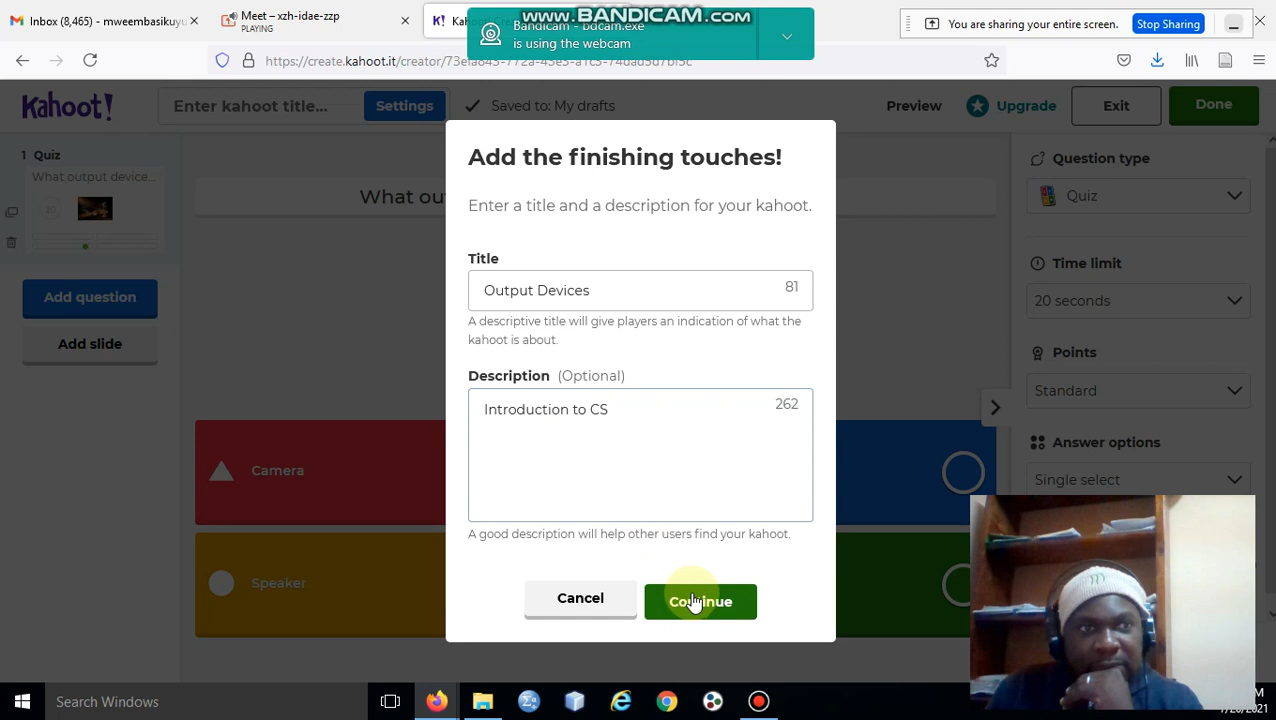 Inbox (8,465) – mweembasikuyu
Meet – xzh-idae-zzp
PLAYING
Kahoot! Crea
www.BANDICAM.com
Bandicam - bdcam.exe
is using the webcam
You are sharing your entire screen.
Stop Sharing
Kahoot!
Enter kahoot title...
Settings
Saved to: My drafts
Preview
Upgrade
Exit
Done
1 Quiz
What output device...
20
Add question
Add slide
What ou
Camera
Speaker
Add the finishing touches!
Enter a title and a description for your kahoot.
Title
Output Devices
81
A descriptive title will give players an indication of what the
kahoot is about.
Description (Optional)
Introduction to CS
262
A good description will help other users find your kahoot.
Cancel
Continue
Question type
Quiz
Time limit
20 seconds
Points
Standard
Answer options
Single select
Search Windows